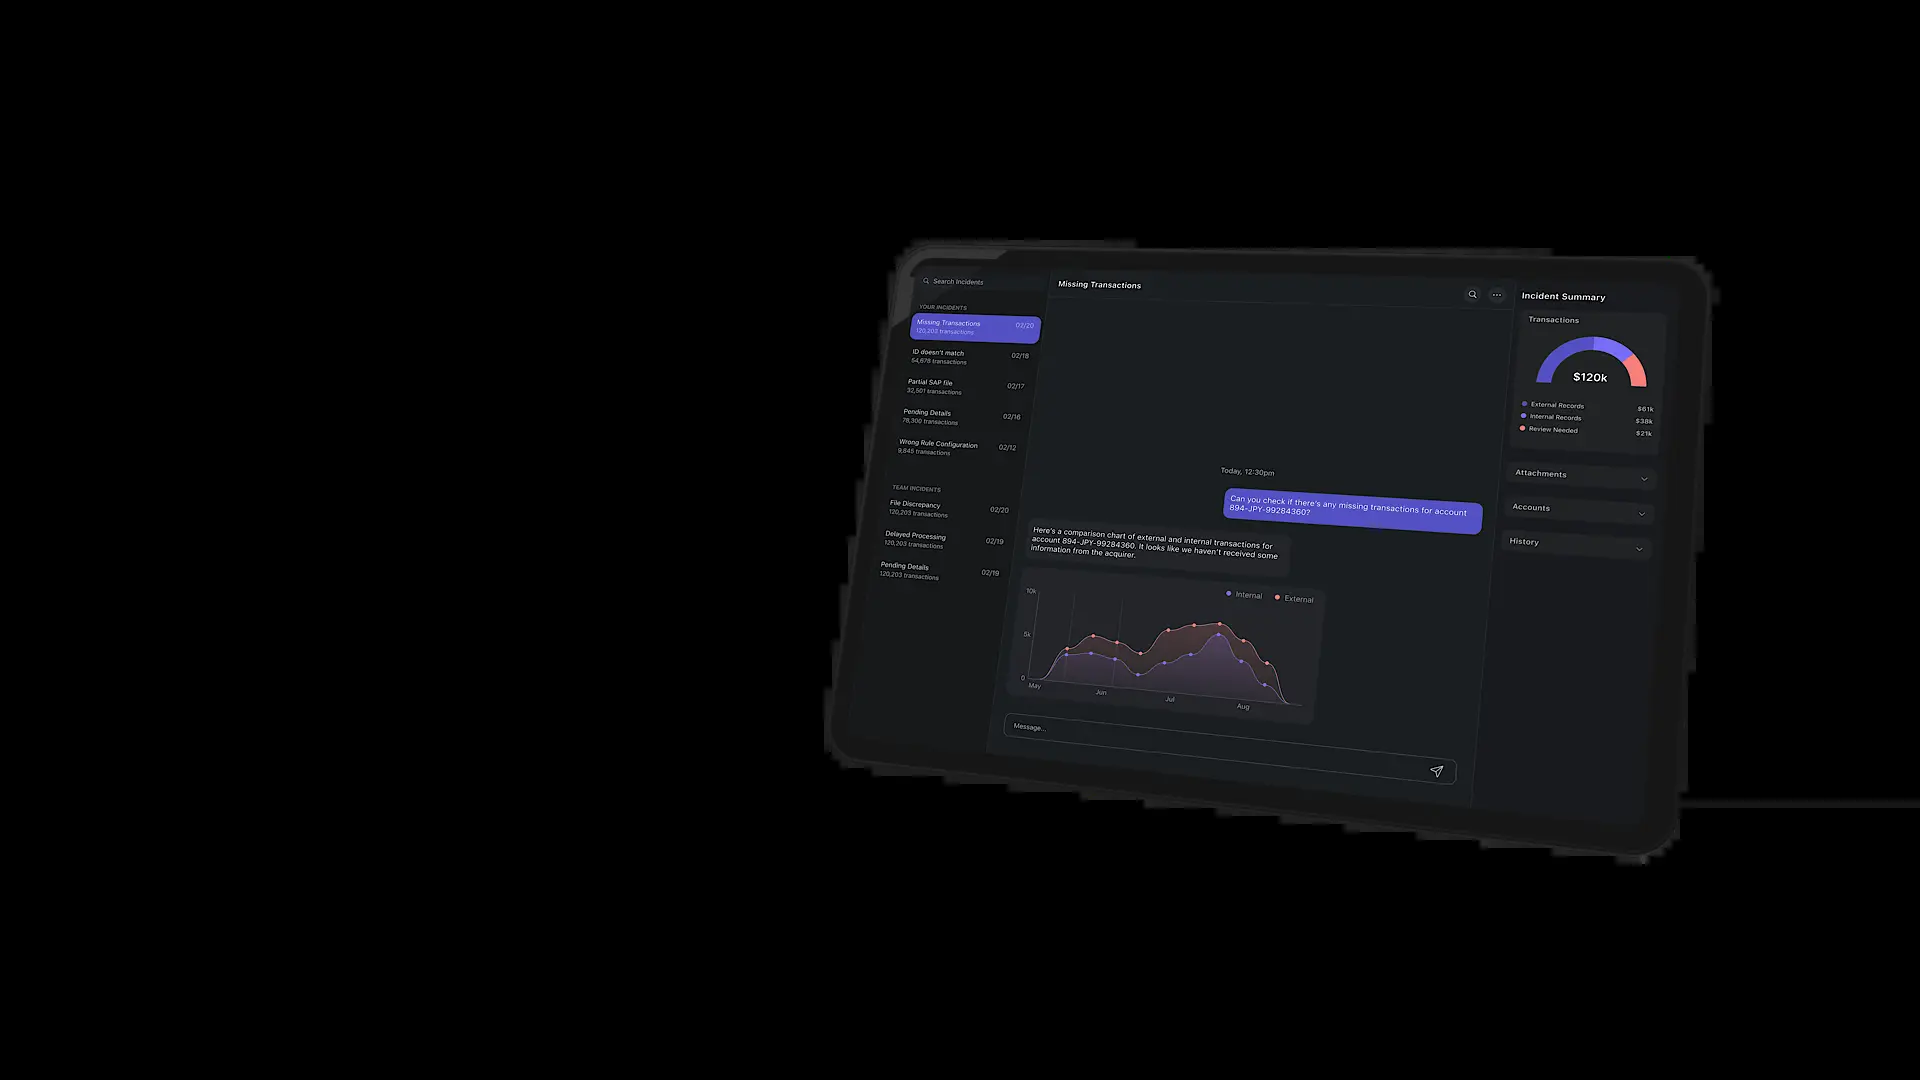 Search Incidents
YOUR INCIDENTS
Missing Transactions
02/20
120,203 transactions
ID doesn't match
02/18
54,678 transactions
Partial SAP file
02/17
32,501 transactions
Pending Details
02/16
78,300 transactions
Wrong Rule Configuration
02/12
9,845 transactions
TEAM INCIDENTS
File Discrepancy
02/20
120,203 transactions
Delayed Processing
02/19
120,203 transactions
Pending Details
02/19
120,203 transactions
Missing Transactions
Today, 12:30pm
Can you check if there's any missing transactions for account
894-JPY-99284360?
Here's a comparison chart of external and internal transactions for
account 894-JPY-99284360. It looks like we haven't received some
information from the acquirer.
Internal
External
10k
5k
0
May
Jun
Jul
Aug
Message...
Incident Summary
Transactions
$120k
External Records
$61k
Internal Records
$38k
Review Needed
$21k
Attachments
Accounts
History